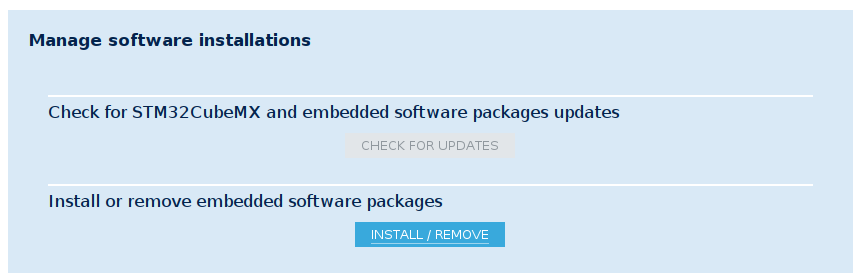 Manage software installations
Check for STM32CubeMX and embedded software packages updates
CHECK FOR UPDATES
Install or remove embedded software packages
INSTALL / REMOVE